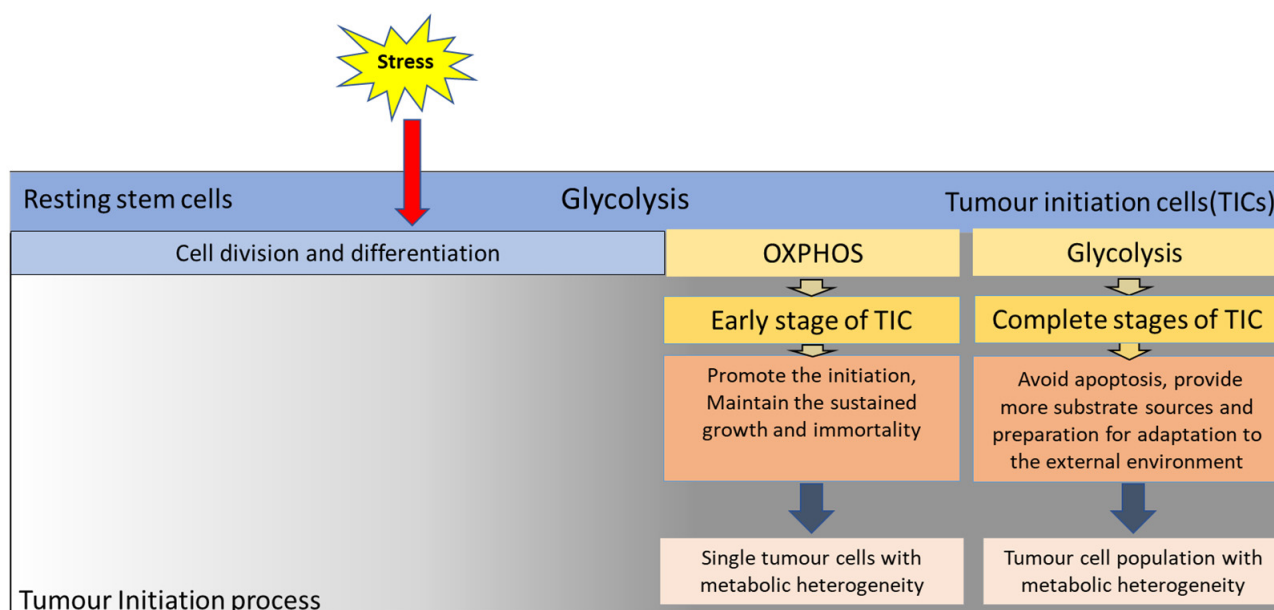 Stress
Resting stem cells
Glycolysis
Tumour initiation cells(TICs)
Cell division and differentiation
OXPHOS
Glycolysis
Early stage of TIC
Complete stages of TIC
Promote the initiation,
Maintain the sustained
growth and immortality
Avoid apoptosis, provide
more substrate sources and
preparation for adaptation to
the external environment
Single tumour cells with
metabolic heterogeneity
Tumour cell population with
metabolic heterogeneity
Tumour Initiation process